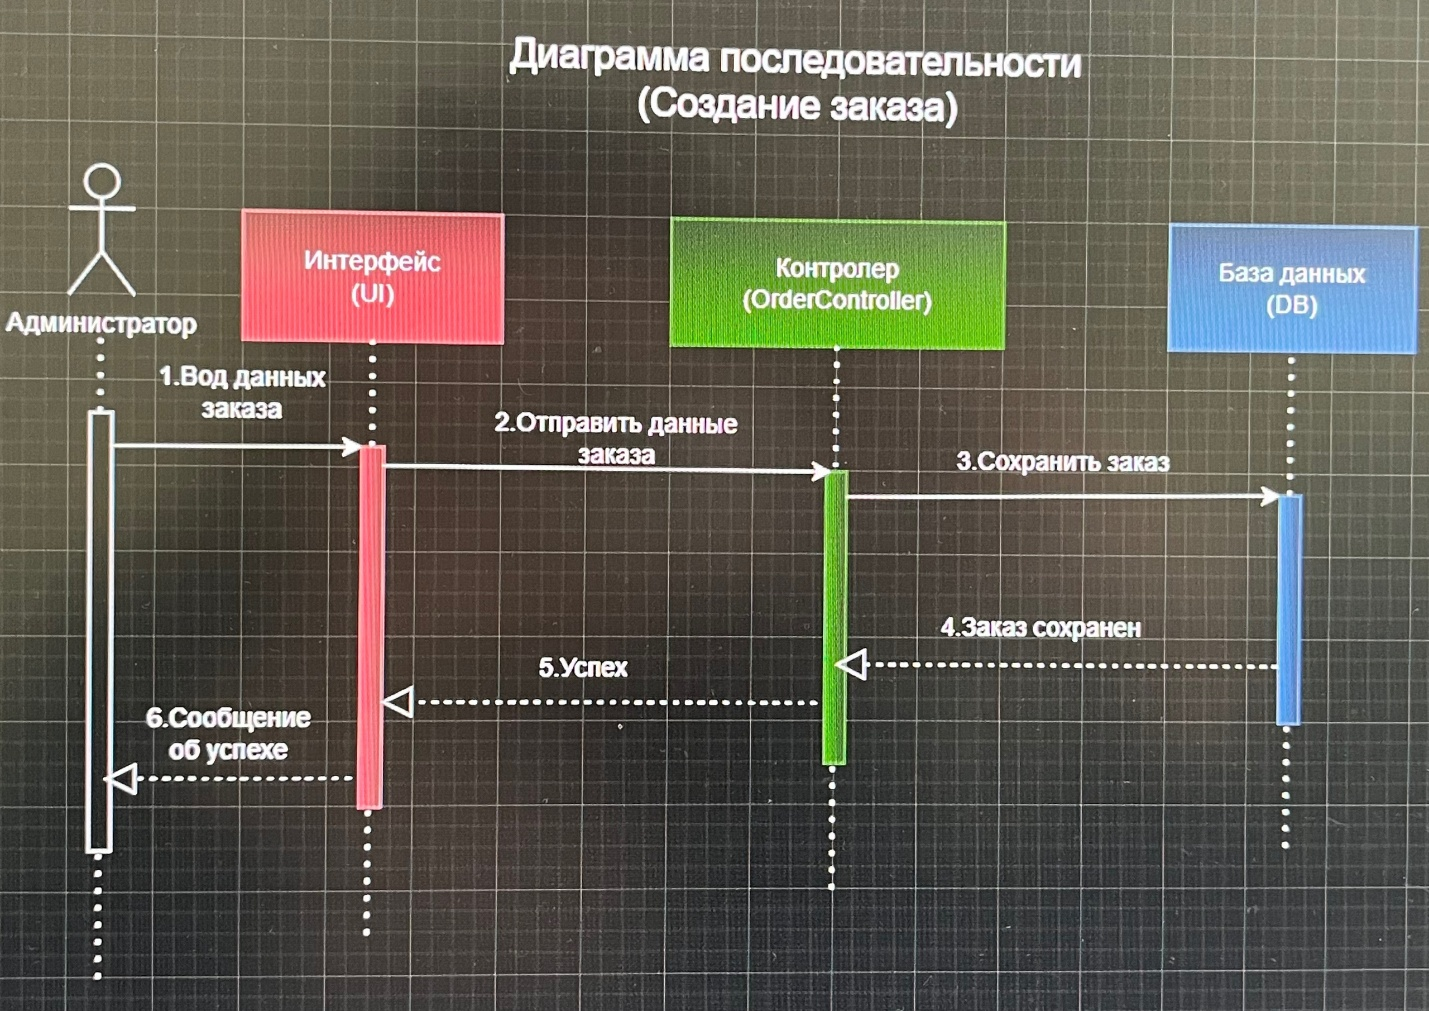 Диаграмма последовательности
(Создание заказа)
Администратор
Интерфейс
(UI)
Контролер
(OrderController)
База данных
(DB)
1.Вод данных
заказа
2.Отправить данные
заказа
3.Сохранить заказ
4.Заказ сохранен
5.Успех
6.Сообщение
об успехе